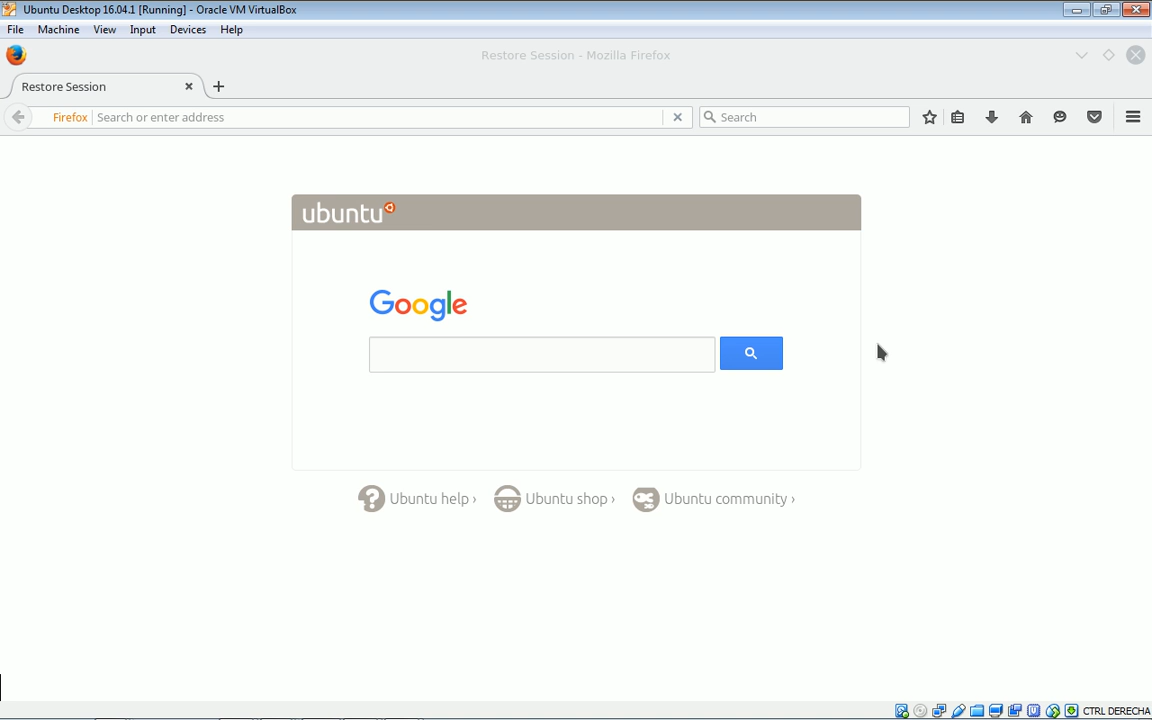 Ubuntu Desktop 16.04.1 [Running] - Oracle VM VirtualBox
File Machine View Input Devices Help
Restore Session - Mozilla Firefox
Restore Session
Firefox Search or enter address
Search
ubuntu
Google
Ubuntu help › Ubuntu shop › Ubuntu community ›
CTRL DERECHA